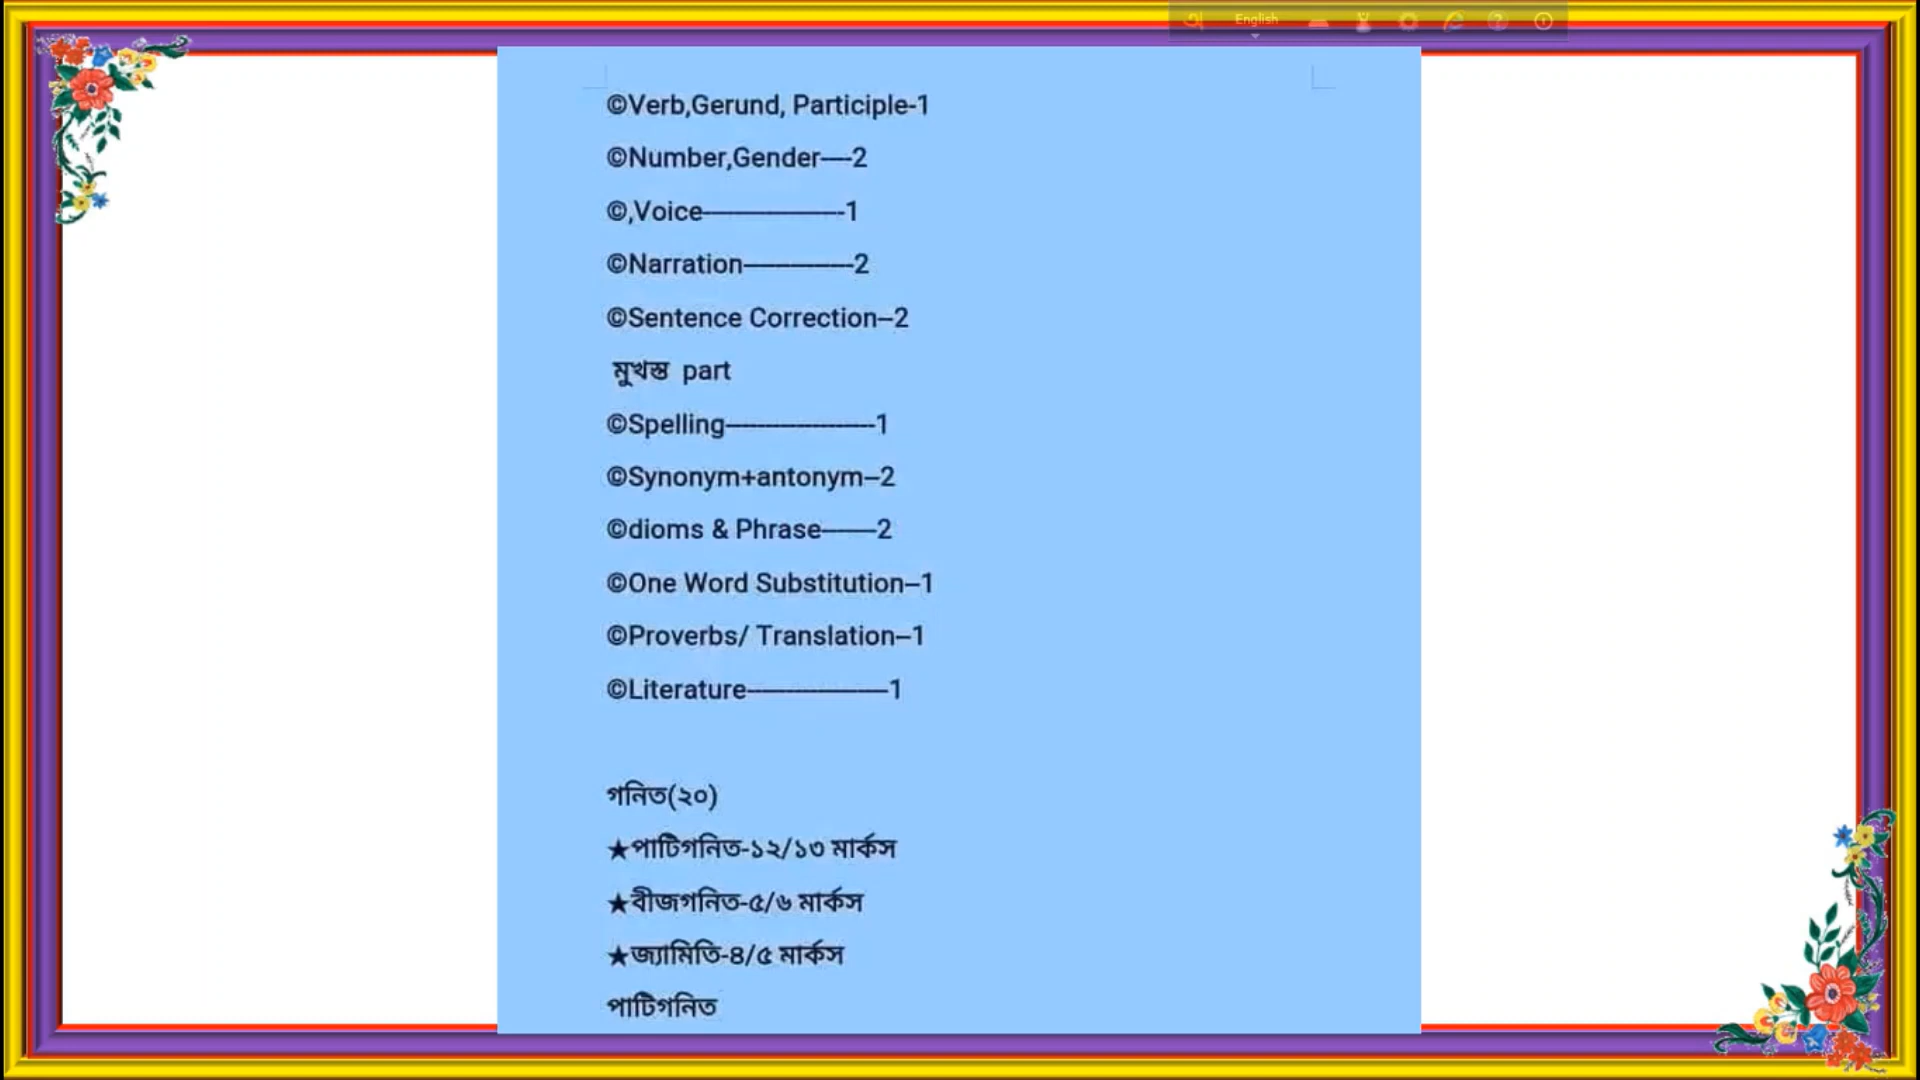 English
©Verb,Gerund, Participle-1
©Number,Gender----2
©,Voice------------------1
©Narration--------------2
©Sentence Correction--2
মুখস্ত part
©Spelling-------------------1
©Synonym+antonym--2
©dioms & Phrase-------2
©One Word Substitution--1
©Proverbs/ Translation--1
©Literature------------------1
গনিত(২০)
★পাটিগনিত-১২/১৩ মার্কস
★বীজগনিত-৫/৬ মার্কস
★জ্যামিতি-৪/৫ মার্কস
পাটিগনিত